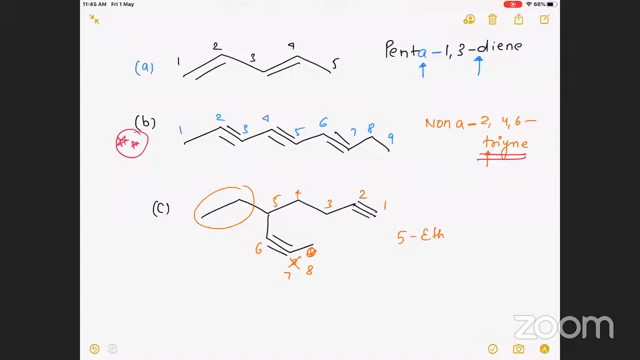 11:45 AM Fri 1 May
68%
(a)
1 2 3 4 5
Penta-1,3-diene
(b)
1 2 3 4 5 6 7 8 9
Nona-2, 4,6-
triyne
(c)
5 4 3 2 1
6 7 8
5-Eth
zoom